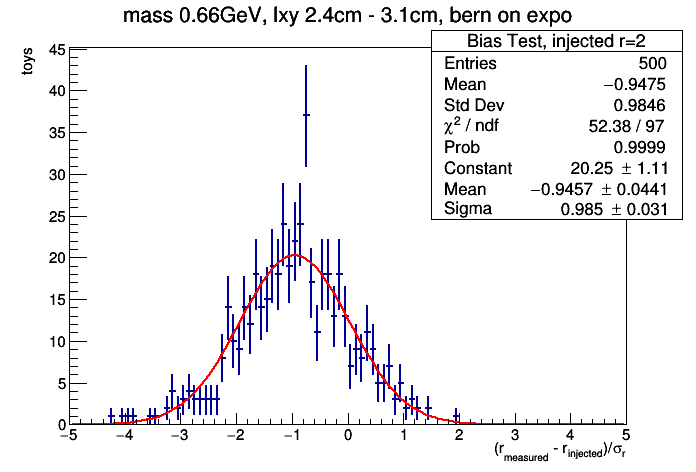 mass 0.66GeV, lxy 2.4cm - 3.1cm, bern on expo
Bias Test, injected r=2
Entries 500
Mean −0.9475
Std Dev 0.9846
χ² / ndf 52.38 / 97
Prob 0.9999
Constant 20.25 ± 1.11
Mean −0.9457 ± 0.0441
Sigma 0.985 ± 0.031
toys
45
40
35
30
25
20
15
10
5
0
−5 −4 −3 −2 −1 0 1 2 3 4 5
(r_measured - r_injected)/σ_r